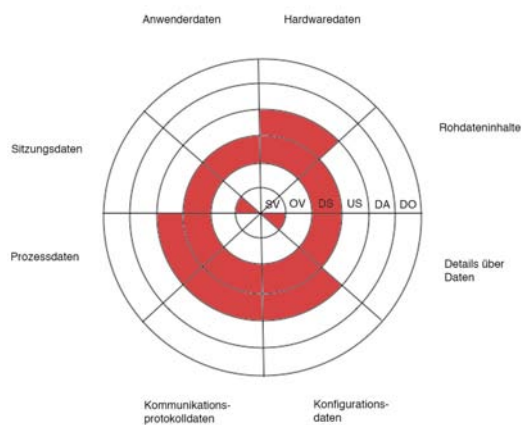 Anwenderdaten
Hardwaredaten
Rohdateninhalte
Sitzungsdaten
SV OV DS US DA DO
Prozessdaten
Details über
Daten
Kommunikations-
protokolldaten
Konfigurations-
daten